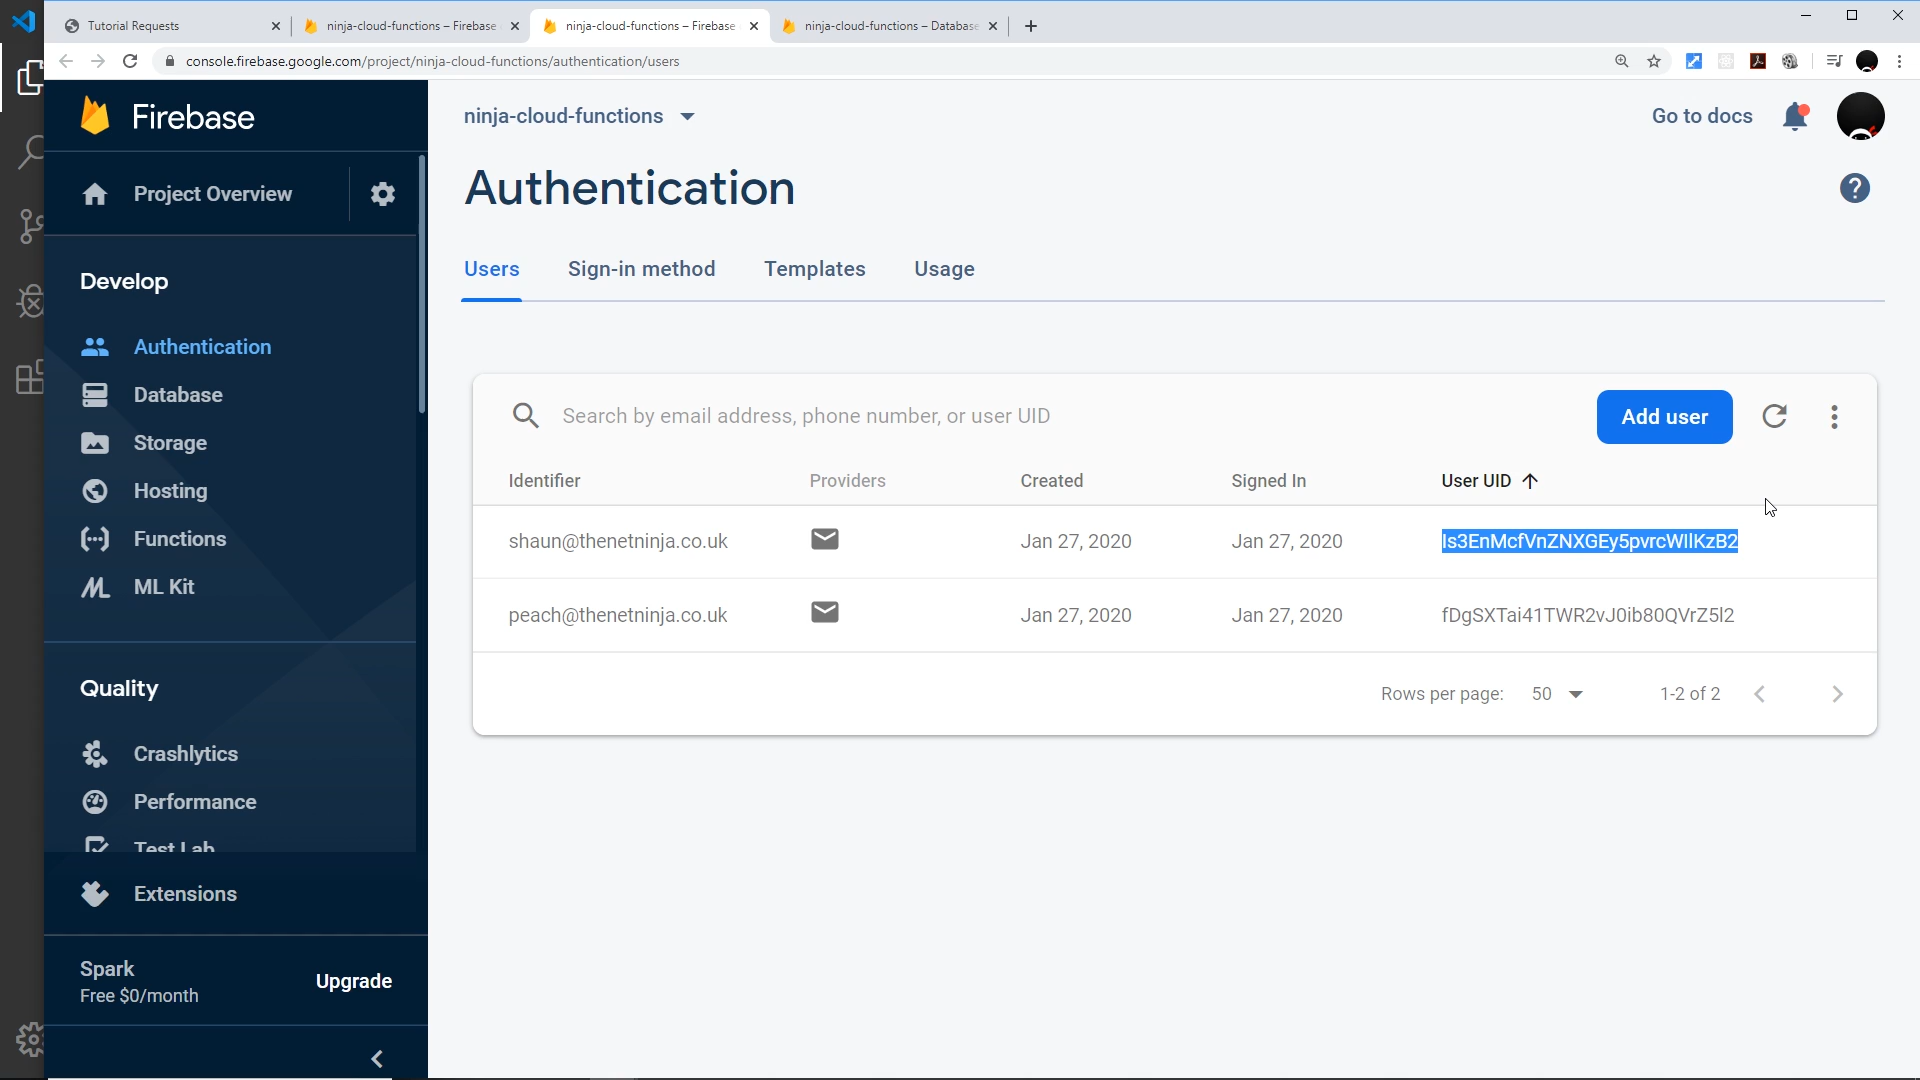 Tutorial Requests
ninja-cloud-functions – Firebase
ninja-cloud-functions – Firebase
ninja-cloud-functions – Database
console.firebase.google.com/project/ninja-cloud-functions/authentication/users
Firebase
Project Overview
Develop
Authentication
Database
Storage
Hosting
Functions
ML Kit
Quality
Crashlytics
Performance
Test Lab
Extensions
Spark
Free $0/month
Upgrade
ninja-cloud-functions
Go to docs
Authentication
Users Sign-in method Templates Usage
Search by email address, phone number, or user UID
Add user
Identifier Providers Created Signed In User UID
shaun@thenetninja.co.uk Jan 27, 2020 Jan 27, 2020 Is3EnMcfVnZNXGEy5pvrcWIlKzB2
peach@thenetninja.co.uk Jan 27, 2020 Jan 27, 2020 fDgSXTai41TWR2vJ0ib80QVrZ5l2
Rows per page: 50 1-2 of 2